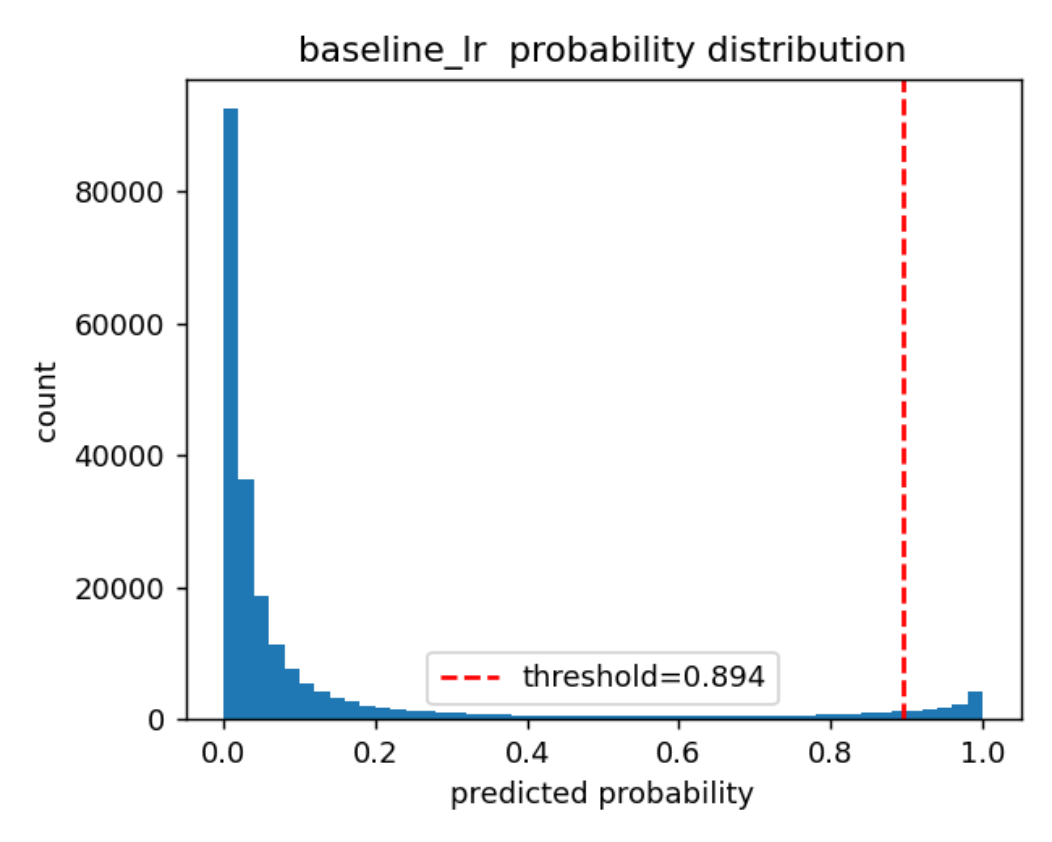 baseline_lr  probability distribution
count
80000
60000
40000
20000
0
threshold=0.894
0.0 0.2 0.4 0.6 0.8 1.0
predicted probability